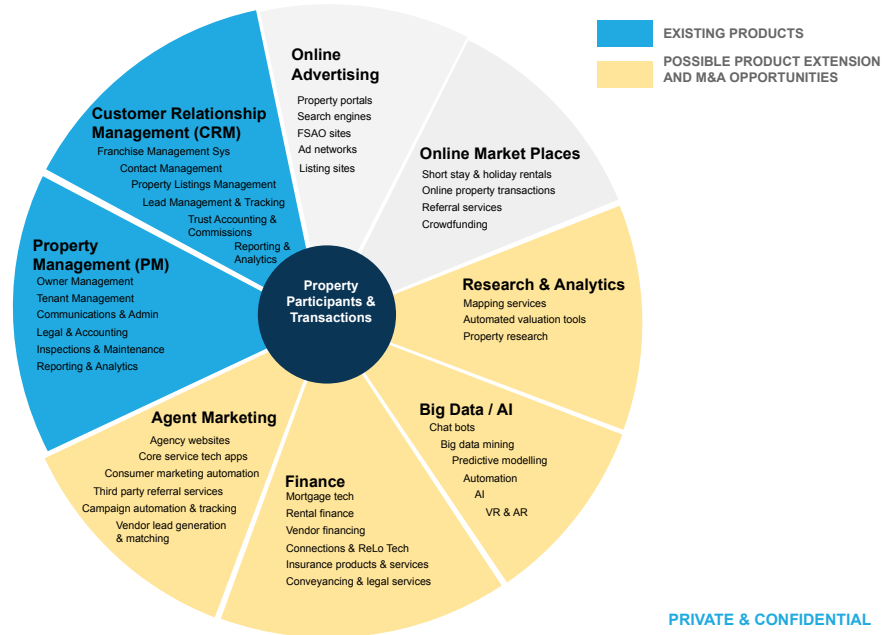 EXISTING PRODUCTS
POSSIBLE PRODUCT EXTENSION
AND M&A OPPORTUNITIES
Online
Advertising
Property portals
Search engines
FSAO sites
Ad networks
Listing sites
Online Market Places
Short stay & holiday rentals
Online property transactions
Referral services
Crowdfunding
Research & Analytics
Mapping services
Automated valuation tools
Property research
Big Data / AI
Chat bots
Big data mining
Predictive modelling
Automation
AI
VR & AR
Finance
Mortgage tech
Rental finance
Vendor financing
Connections & ReLo Tech
Insurance products & services
Conveyancing & legal services
Agent Marketing
Agency websites
Core service tech apps
Consumer marketing automation
Third party referral services
Campaign automation & tracking
Vendor lead generation
& matching
Property
Management (PM)
Owner Management
Tenant Management
Communications & Admin
Legal & Accounting
Inspections & Maintenance
Reporting & Analytics
Customer Relationship
Management (CRM)
Franchise Management Sys
Contact Management
Property Listings Management
Lead Management & Tracking
Trust Accounting &
Commissions
Reporting &
Analytics
Property
Participants &
Transactions
PRIVATE & CONFIDENTIAL